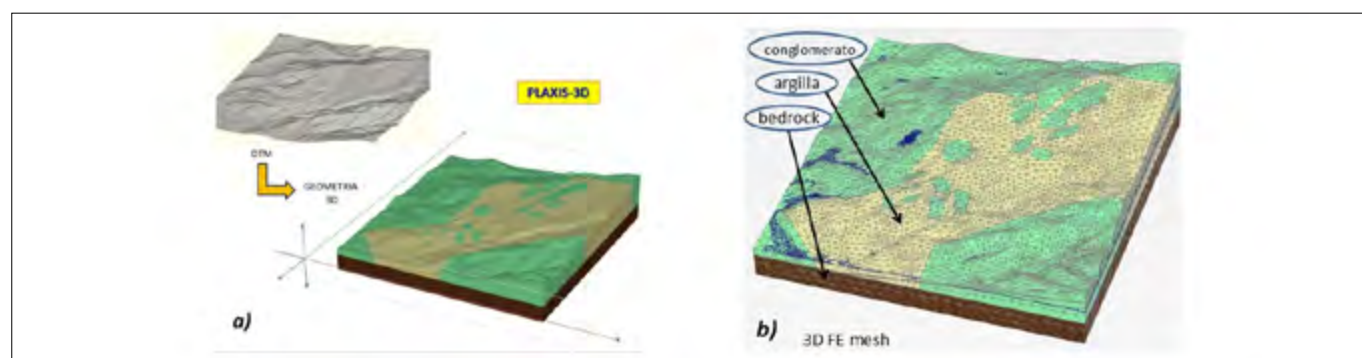 PLAXIS-3D
DTM
GEOMETRIA
3D
a)
conglomerato
argilla
bedrock
b)
3D FE mesh